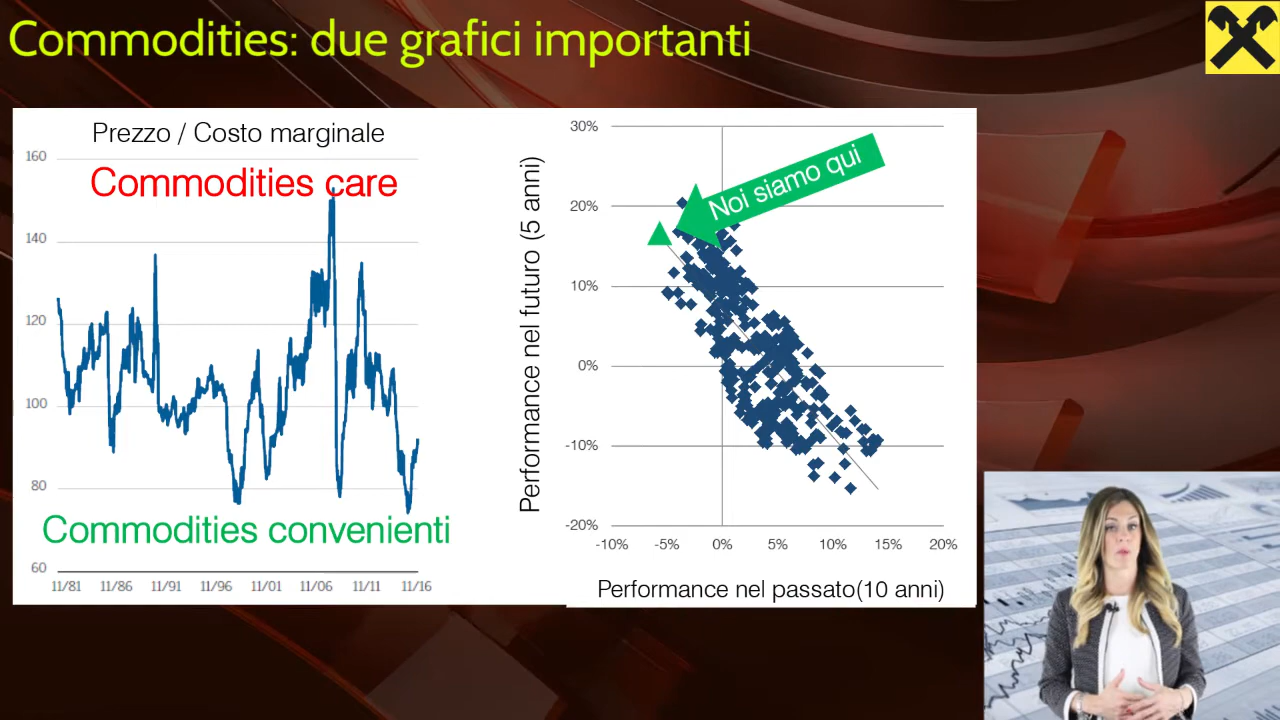 Commodities: due grafici importanti
Prezzo / Costo marginale
160
Commodities care
140
120
100
80
Commodities convenienti
60
11/81 11/86 11/91 11/96 11/01 11/06 11/11 11/16
Performance nel futuro (5 anni)
30%
Noi siamo qui
20%
10%
0%
-10%
-20%
-10% -5% 0% 5% 10% 15% 20%
Performance nel passato(10 anni)